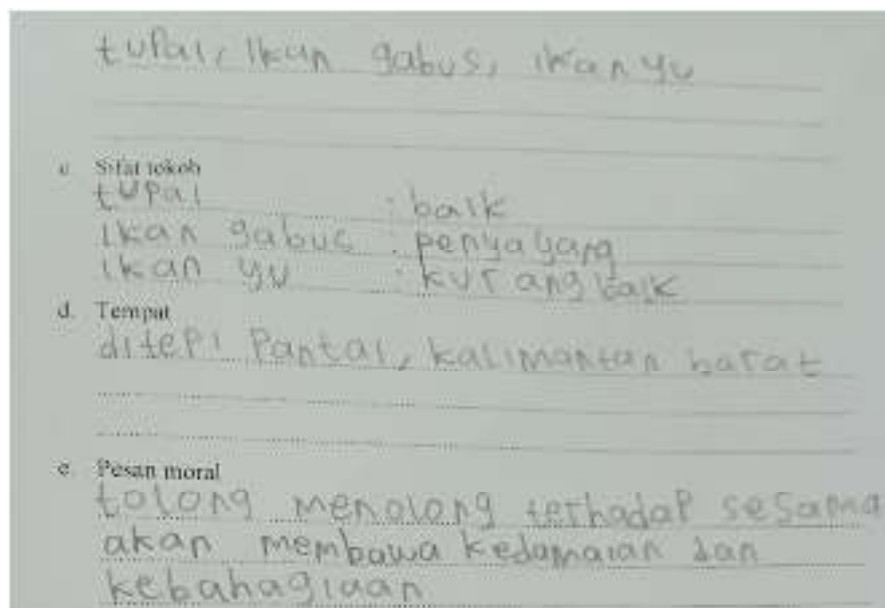 tupai, ikan gabus, ikan yu
c. Sifat tokoh
tupai : baik
ikan gabus : penyayang
ikan yu : kurang baik
d. Tempat
ditepi Pantai, kalimantan barat
e. Pesan moral
tolong menolong terhadap sesama
akan membawa kedamaian dan
kebahagiaan